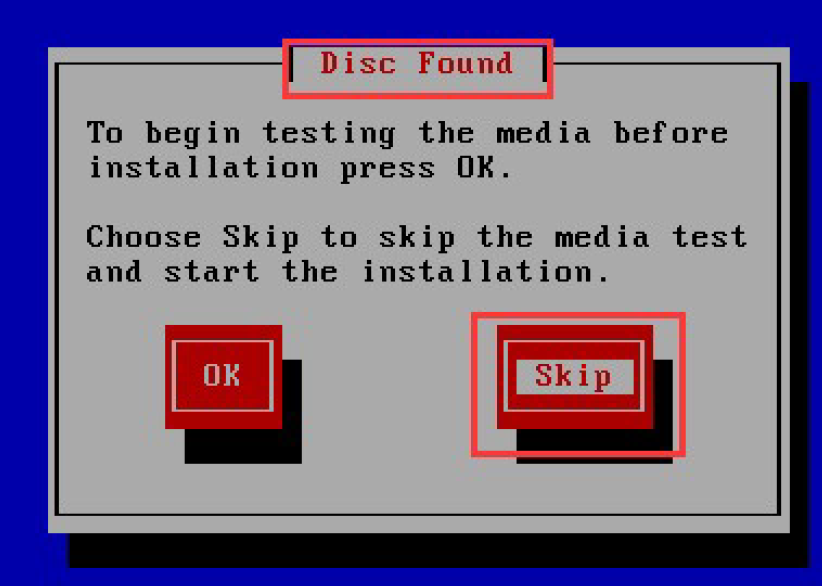 Disc Found
To begin testing the media before
installation press OK.
Choose Skip to skip the media test
and start the installation.
OK
Skip